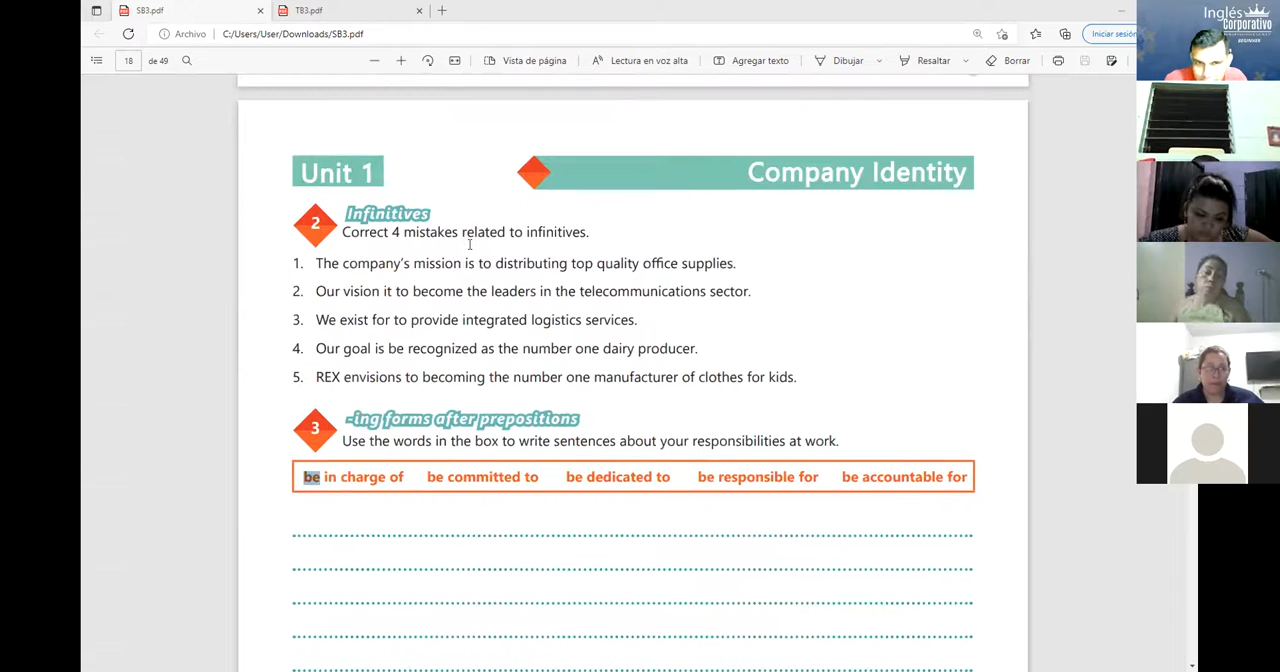 SB3.pdf
TB3.pdf
Archivo
C:/Users/User/Downloads/SB3.pdf
Iniciar sesión
18 de 49
Vista de página
Lectura en voz alta
Agregar texto
Dibujar
Resaltar
Borrar
Inglés
Corporativo
BEGINNER
Unit 1
Company Identity
2
Infinitives
Correct 4 mistakes related to infinitives.
1. The company's mission is to distributing top quality office supplies.
2. Our vision it to become the leaders in the telecommunications sector.
3. We exist for to provide integrated logistics services.
4. Our goal is be recognized as the number one dairy producer.
5. REX envisions to becoming the number one manufacturer of clothes for kids.
3
-ing forms after prepositions
Use the words in the box to write sentences about your responsibilities at work.
be in charge of be committed to be dedicated to be responsible for be accountable for